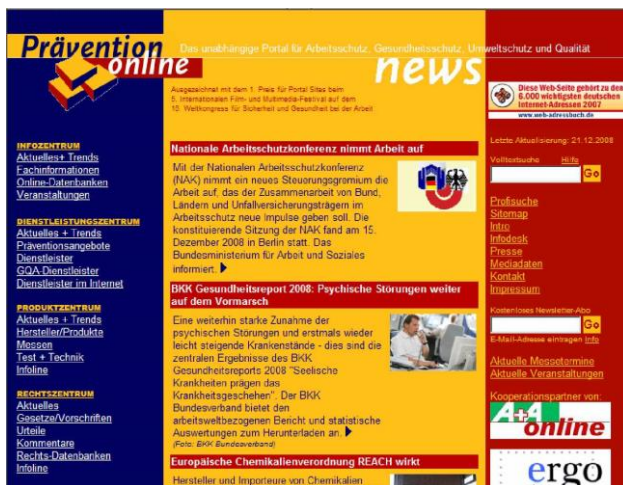 Prävention online
Das unabhängige Portal für Arbeitsschutz, Gesundheitsschutz, Umweltschutz und Qualität
news
Ausgezeichnet mit dem 1. Preis für Portal Sites beim
5. Internationalen Film- und Multimedia-Festival auf dem
16. Weltkongress für Sicherheit und Gesundheit bei der Arbeit
INFOZENTRUM
Aktuelles+ Trends
Fachinformationen
Online-Datenbanken
Veranstaltungen
DIENSTLEISTUNGSZENTRUM
Aktuelles + Trends
Präventionsangebote
Dienstleister
GQA-Dienstleister
Dienstleister im Internet
PRODUKTZENTRUM
Aktuelles + Trends
Hersteller/Produkte
Messen
Test + Technik
Infoline
RECHTSZENTRUM
Aktuelles
Gesetze/Vorschriften
Urteile
Kommentare
Rechts-Datenbanken
Infoline
Nationale Arbeitsschutzkonferenz nimmt Arbeit auf
Mit der Nationalen Arbeitsschutzkonferenz
(NAK) nimmt ein neues Steuerungsgremium die
Arbeit auf, das der Zusammenarbeit von Bund,
Ländern und Unfallversicherungsträgern im
Arbeitsschutz neue Impulse geben soll. Die
konstituierende Sitzung der NAK fand am 15.
Dezember 2008 in Berlin statt. Das
Bundesministerium für Arbeit und Soziales
informiert.
BKK Gesundheitsreport 2008: Psychische Störungen weiter
auf dem Vormarsch
Eine weiterhin starke Zunahme der
psychischen Störungen und erstmals wieder
leicht steigende Krankenstände - dies sind die
zentralen Ergebnisse des BKK
Gesundheitsreports 2008 "Seelische
Krankheiten prägen das
Krankheitsgeschehen". Der BKK
Bundesverband bietet den
arbeitsweltbezogenen Bericht und statistische
Auswertungen zum Herunterladen an.
(Foto: BKK Bundesverband)
Europäische Chemikalienverordnung REACH wirkt
Hersteller und Importeure von Chemikalien
Diese Web-Seite gehört zu den
6.000 wichtigsten deutschen
Internet-Adressen 2007
www.web-adressbuch.de
Letzte Aktualisierung: 21.12.2008
Volltextsuche Hilfe
Go
Profisuche
Sitemap
Intro
Infodesk
Presse
Mediadaten
Kontakt
Impressum
Kostenloses Newsletter-Abo
Go
E-Mail-Adresse eintragen Info
Aktuelle Messetermine
Aktuelle Veranstaltungen
Kooperationspartner von:
A+A
online
ergo